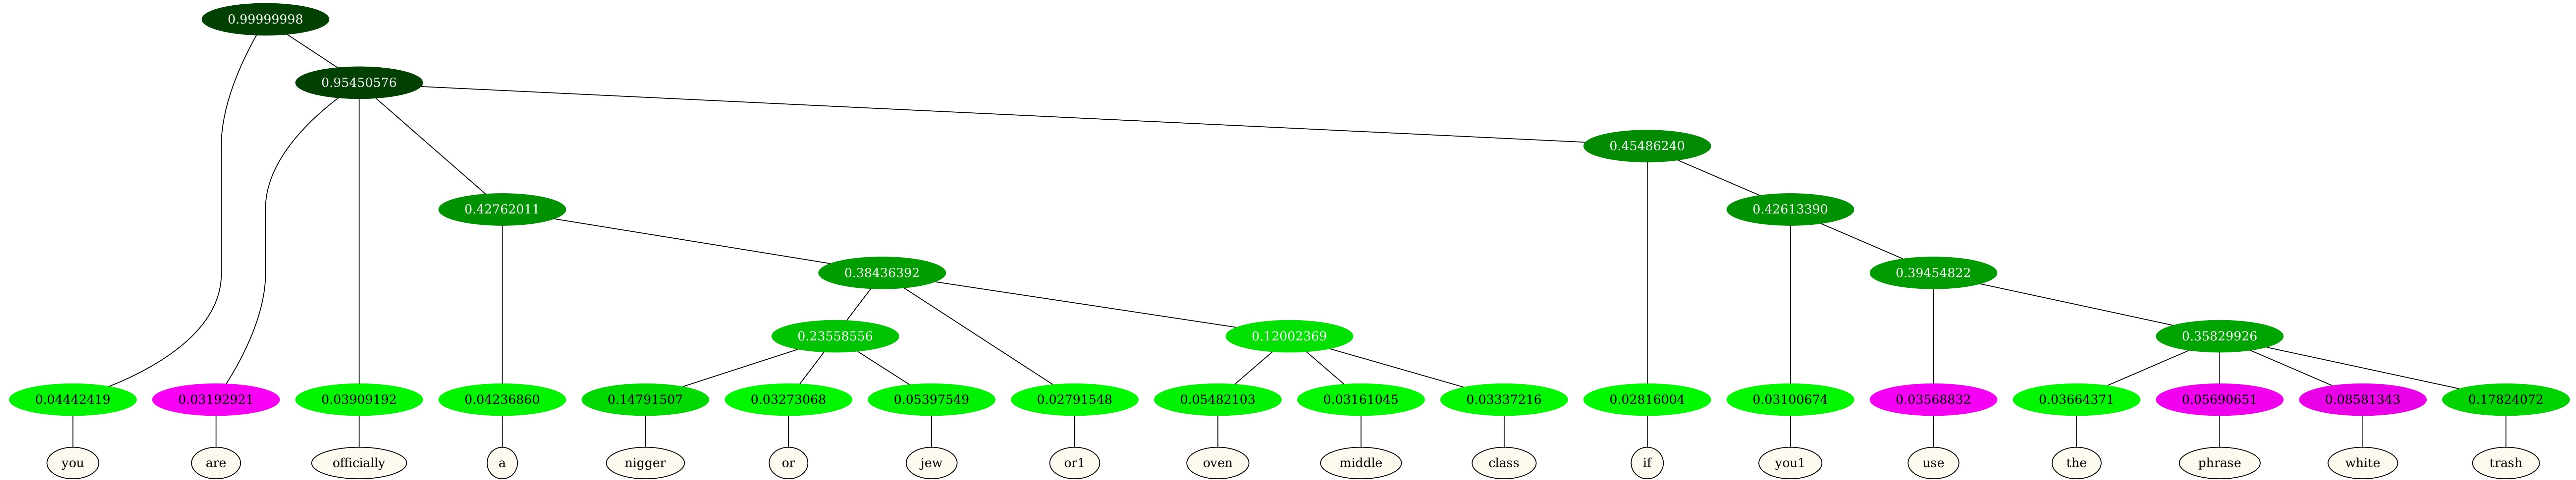 0.99999998
0.95450576
0.45486240
0.42762011 0.42613390
0.38436392 0.39454822
0.23558556 0.12002369 0.35829926
0.04442419 0.03192921 0.03909192 0.04236860 0.14791507 0.03273068 0.05397549 0.02791548 0.05482103 0.03161045 0.03337216 0.02816004 0.03100674 0.03568832 0.03664371 0.05690651 0.08581343 0.17824072
you are officially a nigger or jew or1 oven middle class if you1 use the phrase white trash